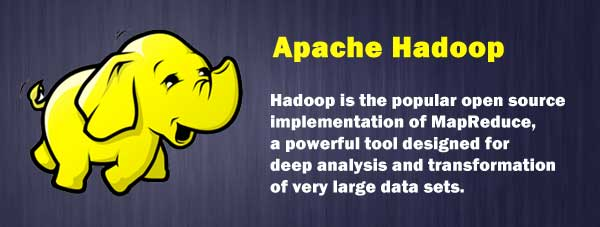 Apache Hadoop
Hadoop is the popular open source
implementation of MapReduce,
a powerful tool designed for
deep analysis and transformation
of very large data sets.